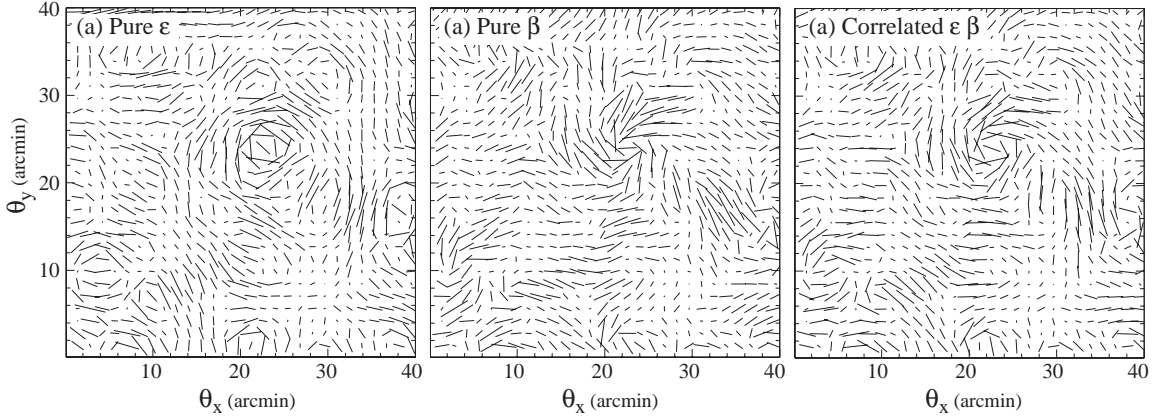 40
(a) Pure ε
(a) Pure β
(a) Correlated ε β
30
20
10
θy (arcmin)
10 20 30 40
10 20 30 40
10 20 30 40
θx (arcmin)
θx (arcmin)
θx (arcmin)